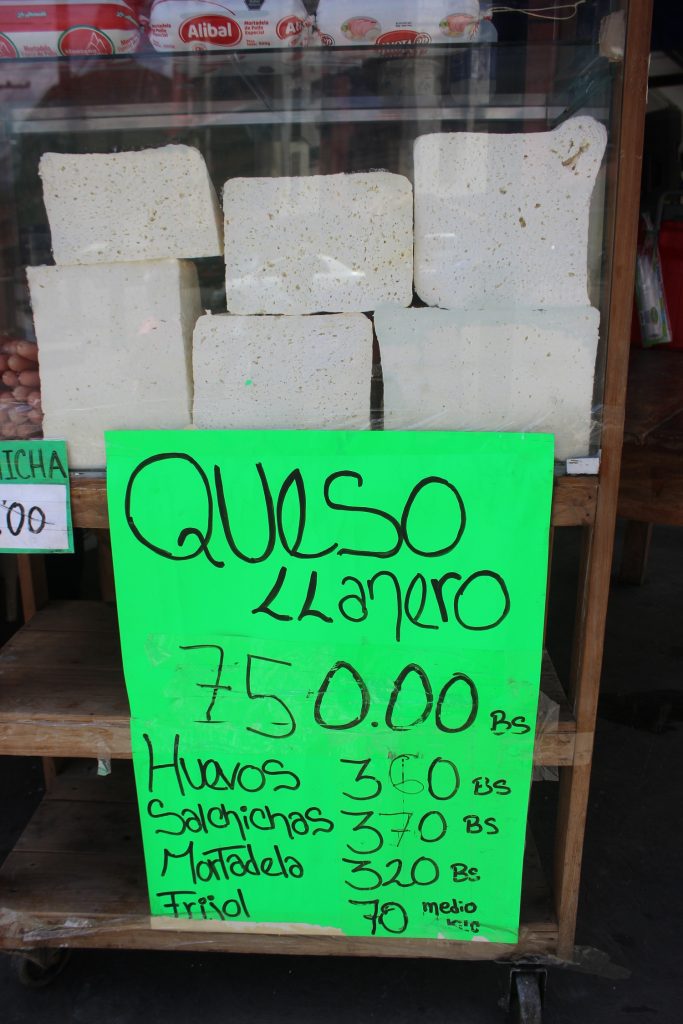 Alibal
ICHA
.00
QUESO
LLanero
750.00 BS
Huevos 360 BS
Salchichas 370 BS
Mortadela 320 Bs
Frijol 70 medio